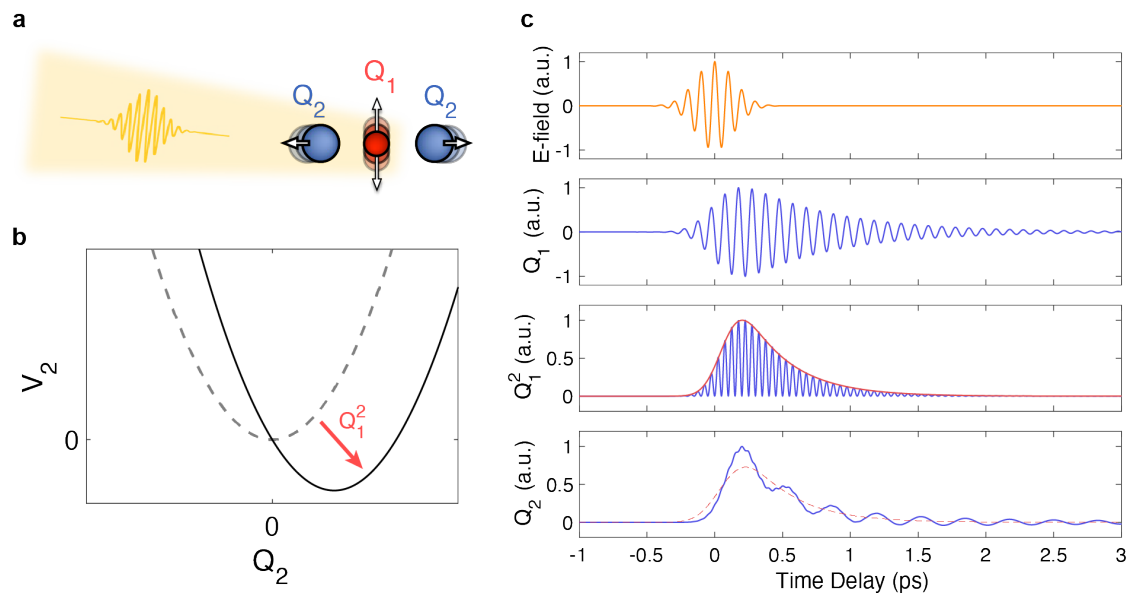 a
Q1
Q2
Q2
b
V2
0
Q1²
0
Q2
c
E-field (a.u.)
1
0
-1
Q1 (a.u.)
1
0
-1
Q1² (a.u.)
1
0.5
0
Q2 (a.u.)
1
0.5
0
-1 -0.5 0 0.5 1 1.5 2 2.5 3
Time Delay (ps)